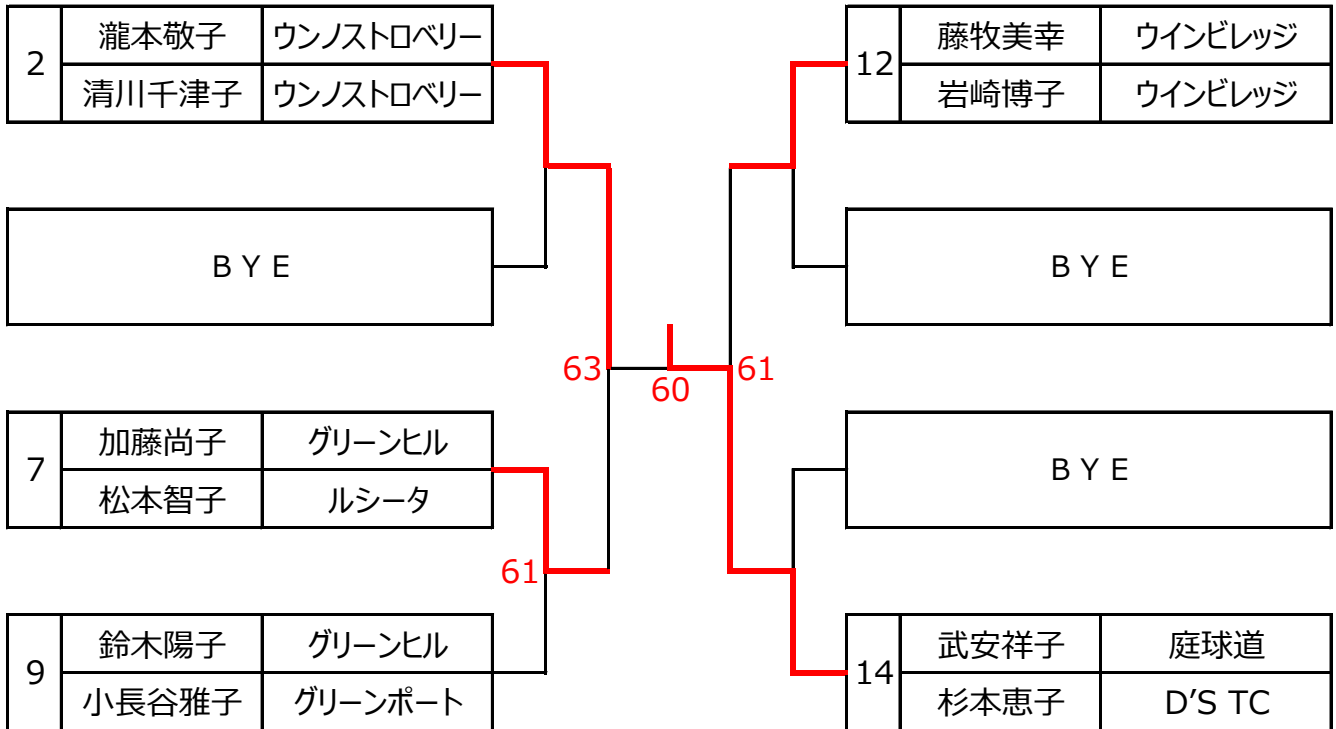 2
瀧本敬子 ウンノストロベリー
清川千津子 ウンノストロベリー
BYE
63
7
加藤尚子 グリーンヒル
松本智子 ルシータ
61
9
鈴木陽子 グリーンヒル
小長谷雅子 グリーンポート
60
12
藤牧美幸 ウインビレッジ
岩崎博子 ウインビレッジ
BYE
61
BYE
14
武安祥子 庭球道
杉本恵子 D'S TC